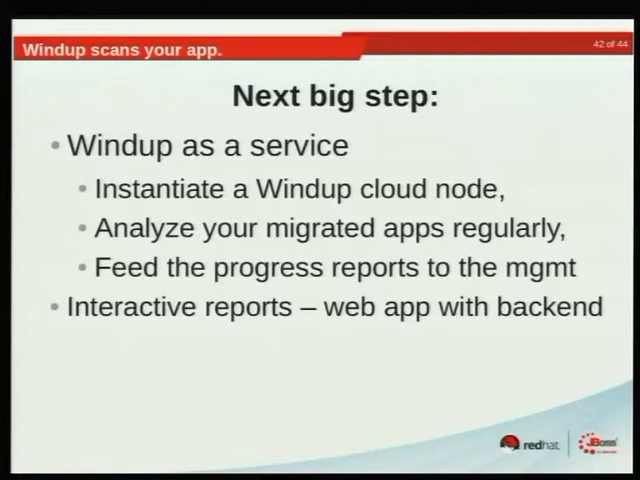 Windup scans your app.
42 of 44
Next big step:
• Windup as a service
• Instantiate a Windup cloud node,
• Analyze your migrated apps regularly,
• Feed the progress reports to the mgmt
• Interactive reports – web app with backend
redhat.
JBoss